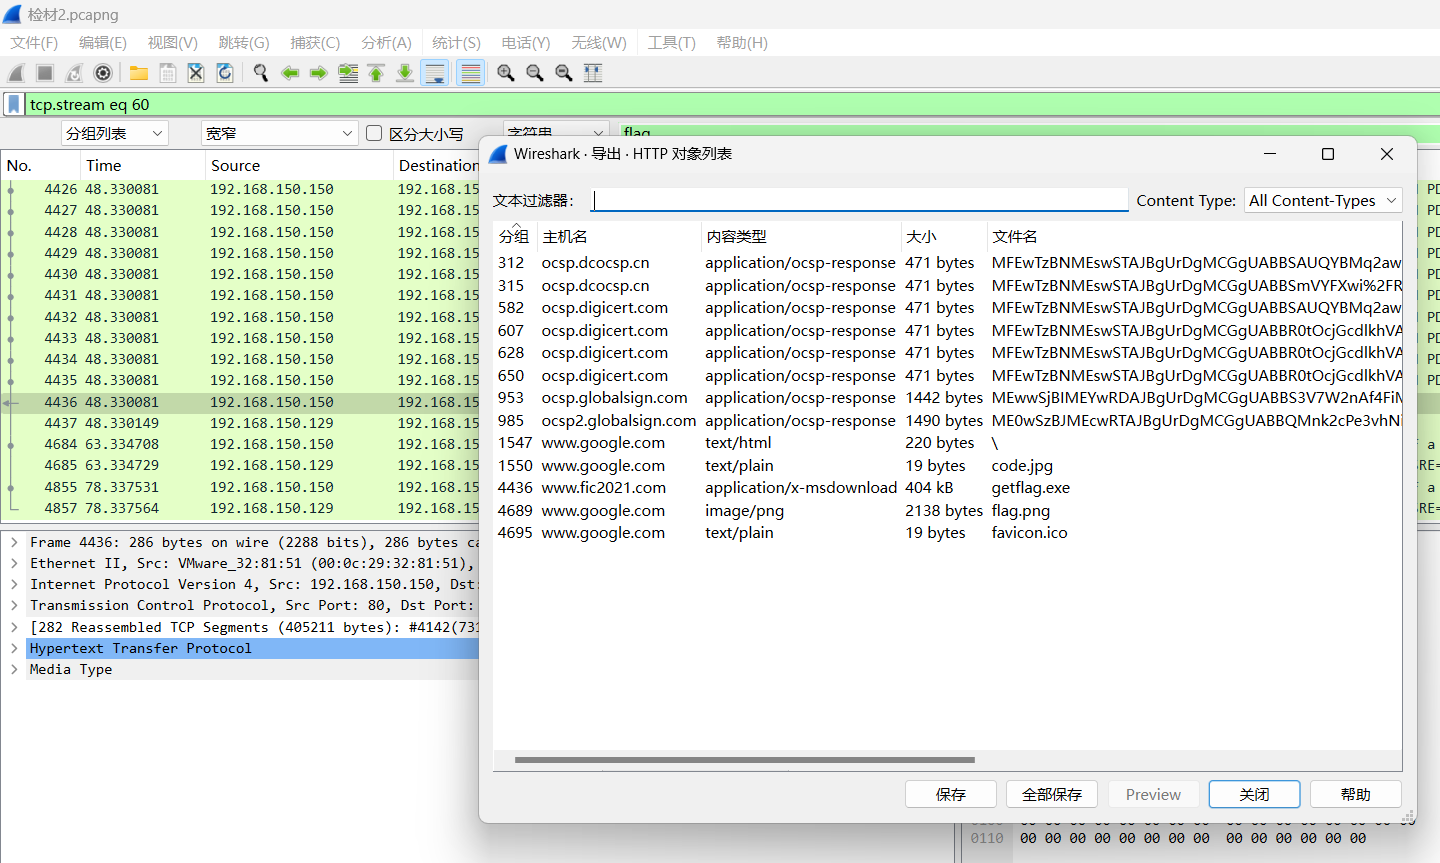 检材2.pcapng
文件(F) 编辑(E) 视图(V) 跳转(G) 捕获(C) 分析(A) 统计(S) 电话(Y) 无线(W) 工具(T) 帮助(H)
tcp.stream eq 60
分组列表 宽窄 区分大小写 字符串 flag
No. Time Source Destination
4426 48.330081 192.168.150.150 192.168.15
4427 48.330081 192.168.150.150 192.168.15
4428 48.330081 192.168.150.150 192.168.15
4429 48.330081 192.168.150.150 192.168.15
4430 48.330081 192.168.150.150 192.168.15
4431 48.330081 192.168.150.150 192.168.15
4432 48.330081 192.168.150.150 192.168.15
4433 48.330081 192.168.150.150 192.168.15
4434 48.330081 192.168.150.150 192.168.15
4435 48.330081 192.168.150.150 192.168.15
4436 48.330081 192.168.150.150 192.168.15
4437 48.330149 192.168.150.129 192.168.15
4684 63.334708 192.168.150.150 192.168.15
4685 63.334729 192.168.150.129 192.168.15
4855 78.337531 192.168.150.150 192.168.15
4857 78.337564 192.168.150.129 192.168.15
Frame 4436: 286 bytes on wire (2288 bits), 286 bytes ca
Ethernet II, Src: VMware_32:81:51 (00:0c:29:32:81:51),
Internet Protocol Version 4, Src: 192.168.150.150, Dst:
Transmission Control Protocol, Src Port: 80, Dst Port:
[282 Reassembled TCP Segments (405211 bytes): #4142(731
Hypertext Transfer Protocol
Media Type
Wireshark · 导出 · HTTP 对象列表
文本过滤器: Content Type: All Content-Types
分组 主机名 内容类型 大小 文件名
312 ocsp.dcocsp.cn application/ocsp-response 471 bytes MFEwTzBNMEswSTAJBgUrDgMCGgUABBSAUQYBMq2aw
315 ocsp.dcocsp.cn application/ocsp-response 471 bytes MFEwTzBNMEswSTAJBgUrDgMCGgUABBSmVYFXwi%2FR
582 ocsp.digicert.com application/ocsp-response 471 bytes MFEwTzBNMEswSTAJBgUrDgMCGgUABBSAUQYBMq2aw
607 ocsp.digicert.com application/ocsp-response 471 bytes MFEwTzBNMEswSTAJBgUrDgMCGgUABBR0tOcjGcdlkhVA
628 ocsp.digicert.com application/ocsp-response 471 bytes MFEwTzBNMEswSTAJBgUrDgMCGgUABBR0tOcjGcdlkhVA
650 ocsp.digicert.com application/ocsp-response 471 bytes MFEwTzBNMEswSTAJBgUrDgMCGgUABBR0tOcjGcdlkhVA
953 ocsp.globalsign.com application/ocsp-response 1442 bytes MEwwSjBIMEYwRDAJBgUrDgMCGgUABBS3V7W2nAf4FiM
985 ocsp2.globalsign.com application/ocsp-response 1490 bytes ME0wSzBJMEcwRTAJBgUrDgMCGgUABBQMnk2cPe3vhNi
1547 www.google.com text/html 220 bytes \
1550 www.google.com text/plain 19 bytes code.jpg
4436 www.fic2021.com application/x-msdownload 404 kB getflag.exe
4689 www.google.com image/png 2138 bytes flag.png
4695 www.google.com text/plain 19 bytes favicon.ico
保存 全部保存 Preview 关闭 帮助
0110 00 00 00 00 00 00 00 00 00 00 00 00 00 00